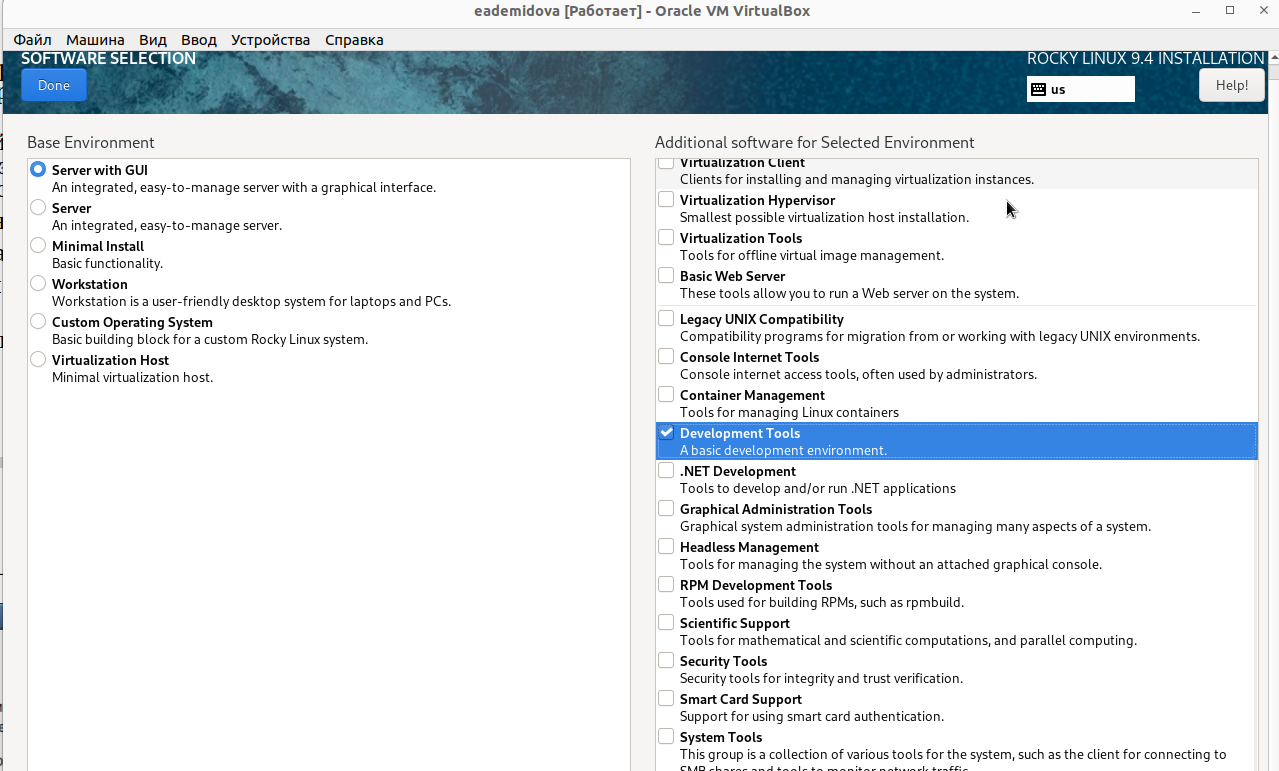 eademidova [Работает] - Oracle VM VirtualBox
Файл Машина Вид Ввод Устройства Справка
SOFTWARE SELECTION
ROCKY LINUX 9.4 INSTALLATION
Done
us
Help!
Base Environment
Server with GUI
An integrated, easy-to-manage server with a graphical interface.
Server
An integrated, easy-to-manage server.
Minimal Install
Basic functionality.
Workstation
Workstation is a user-friendly desktop system for laptops and PCs.
Custom Operating System
Basic building block for a custom Rocky Linux system.
Virtualization Host
Minimal virtualization host.
Additional software for Selected Environment
Virtualization Client
Clients for installing and managing virtualization instances.
Virtualization Hypervisor
Smallest possible virtualization host installation.
Virtualization Tools
Tools for offline virtual image management.
Basic Web Server
These tools allow you to run a Web server on the system.
Legacy UNIX Compatibility
Compatibility programs for migration from or working with legacy UNIX environments.
Console Internet Tools
Console internet access tools, often used by administrators.
Container Management
Tools for managing Linux containers
Development Tools
A basic development environment.
.NET Development
Tools to develop and/or run .NET applications
Graphical Administration Tools
Graphical system administration tools for managing many aspects of a system.
Headless Management
Tools for managing the system without an attached graphical console.
RPM Development Tools
Tools used for building RPMs, such as rpmbuild.
Scientific Support
Tools for mathematical and scientific computations, and parallel computing.
Security Tools
Security tools for integrity and trust verification.
Smart Card Support
Support for using smart card authentication.
System Tools
This group is a collection of various tools for the system, such as the client for connecting to
SMB shares and tools to monitor network traffic.